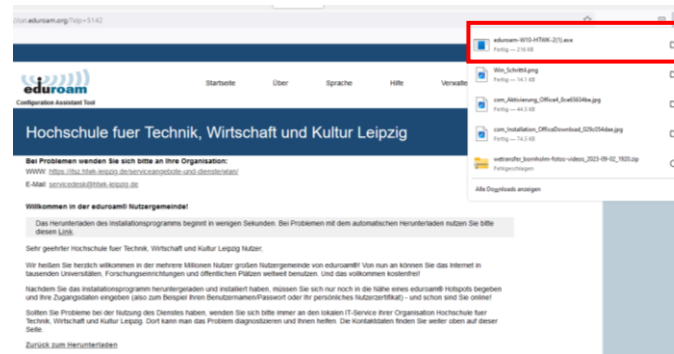 //cat.eduroam.org/?idp=5142
eduroam-W10-HTWK-2(1).exe
Fertig — 216 KB
Win_Schritt4.png
Fertig — 14.1 KB
Fertig — 44.3 KB
Fertig — 74.5 KB
wetransfer_bornholm-fotos-videos_2023-09-02_1920.zip
Fehlgeschlagen
Alle Downloads anzeigen
eduroam
Configuration Assistant Tool
Startseite Über Sprache Hilfe Verwalte
Hochschule fuer Technik, Wirtschaft und Kultur Leipzig
Bei Problemen wenden Sie sich bitte an Ihre Organisation:
WWW: https://itsz.htwk-leipzig.de/serviceangebote-und-dienste/wlan/
E-Mail: servicedesk@htwk-leipzig.de
Willkommen in der eduroam® Nutzergemeinde!
Das Herunterladen des Installationsprogramms beginnt in wenigen Sekunden. Bei Problemen mit dem automatischen Herunterladen nutzen Sie bitte
diesen Link.
Sehr geehrter Hochschule fuer Technik, Wirtschaft und Kultur Leipzig Nutzer,
Wir heißen Sie herzlich willkommen in der mehrere Millionen Nutzer großen Nutzergemeinde von eduroam®! Von nun an können Sie das Internet in
tausenden Universitäten, Forschungseinrichtungen und öffentlichen Plätzen weltweit benutzen. Und das vollkommen kostenfrei!
Nachdem Sie das Installationsprogramm heruntergeladen und installiert haben, müssen Sie sich nur noch in die Nähe eines eduroam® Hotspots begeben
und Ihre Zugangsdaten eingeben (also zum Beispiel Ihren Benutzernamen/Passwort oder Ihr persönliches Nutzerzertifikat) - und schon sind Sie online!
Sollten Sie Probleme bei der Nutzung des Dienstes haben, wenden Sie sich bitte immer an den lokalen IT-Service ihrer Organisation Hochschule fuer
Technik, Wirtschaft und Kultur Leipzig. Dort kann man das Problem diagnostizieren und Ihnen helfen. Die Kontaktdaten finden Sie weiter oben auf dieser
Seite.
Zurück zum Herunterladen